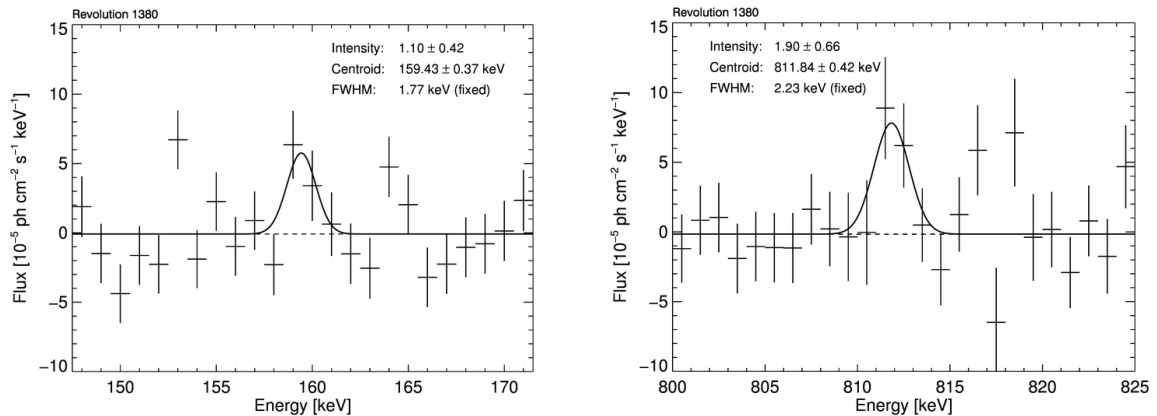 Revolution 1380
Intensity: 1.10 ± 0.42
Centroid: 159.43 ± 0.37 keV
FWHM: 1.77 keV (fixed)
15
10
5
0
−5
−10
Flux [10⁻⁵ ph cm⁻² s⁻¹ keV⁻¹]
150 155 160 165 170
Energy [keV]
Revolution 1380
Intensity: 1.90 ± 0.66
Centroid: 811.84 ± 0.42 keV
FWHM: 2.23 keV (fixed)
15
10
5
0
−5
−10
Flux [10⁻⁵ ph cm⁻² s⁻¹ keV⁻¹]
800 805 810 815 820 825
Energy [keV]